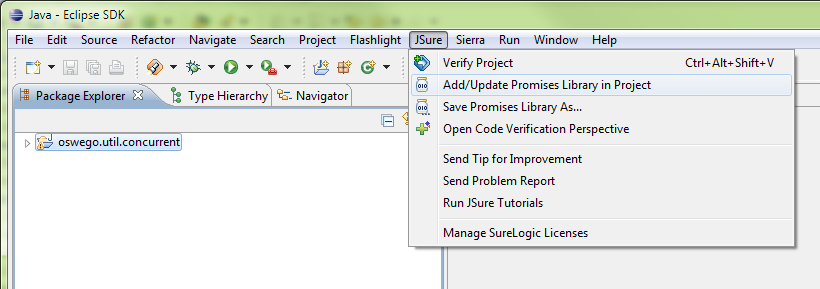 Java - Eclipse SDK
File Edit Source Refactor Navigate Search Project Flashlight JSure Sierra Run Window Help
Verify Project Ctrl+Alt+Shift+V
Add/Update Promises Library in Project
Package Explorer Type Hierarchy Navigator
Save Promises Library As...
Open Code Verification Perspective
oswego.util.concurrent
Send Tip for Improvement
Send Problem Report
Run JSure Tutorials
Manage SureLogic Licenses